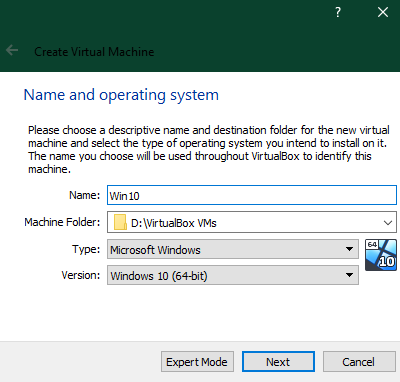 ?
Create Virtual Machine
Name and operating system
Please choose a descriptive name and destination folder for the new virtual
machine and select the type of operating system you intend to install on it.
The name you choose will be used throughout VirtualBox to identify this
machine.
Name: Win10
Machine Folder: D:\VirtualBox VMs
Type: Microsoft Windows
64
Version: Windows 10 (64-bit)
10
Expert Mode Next Cancel